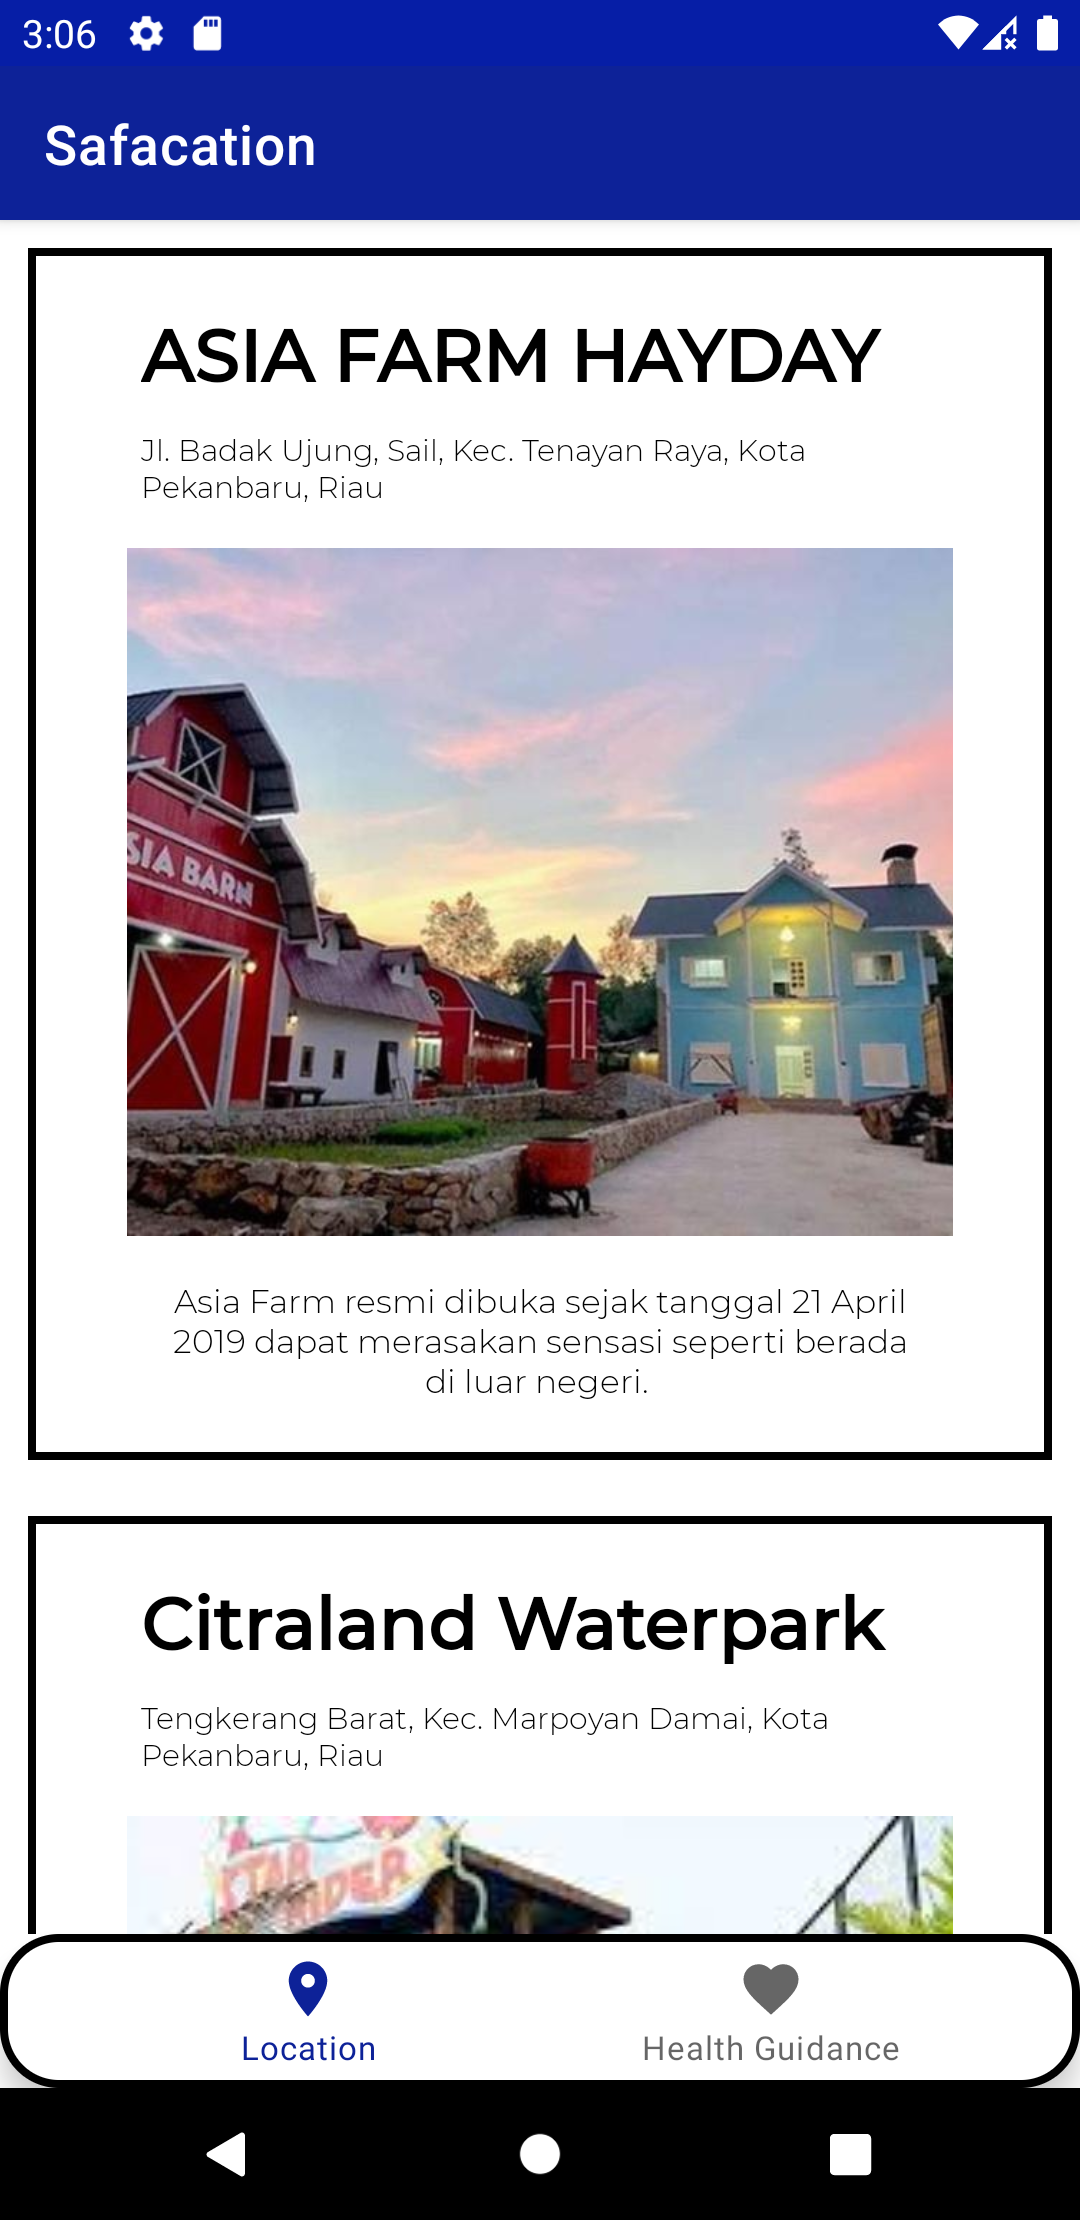 3:06
Safacation
ASIA FARM HAYDAY
Jl. Badak Ujung, Sail, Kec. Tenayan Raya, Kota
Pekanbaru, Riau
SIA BARN
Asia Farm resmi dibuka sejak tanggal 21 April
2019 dapat merasakan sensasi seperti berada
di luar negeri.
Citraland Waterpark
Tengkerang Barat, Kec. Marpoyan Damai, Kota
Pekanbaru, Riau
Location
Health Guidance